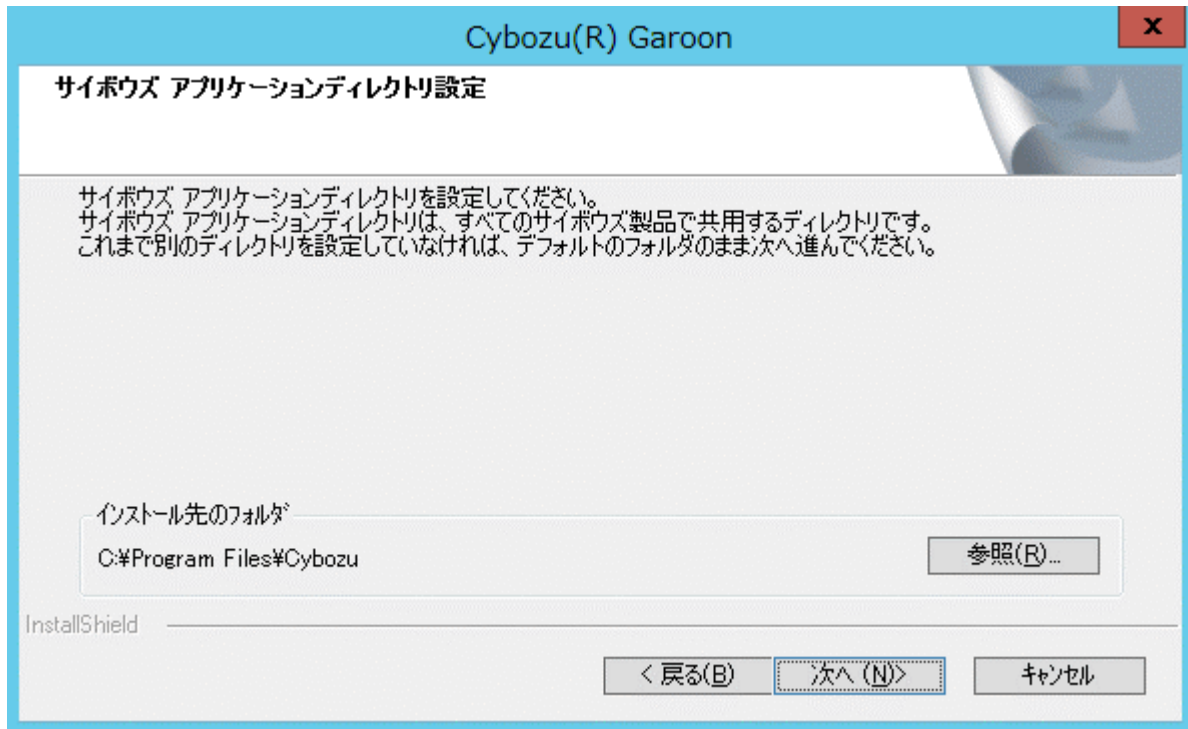 Cybozu(R) Garoon
x
サイボウズ アプリケーションディレクトリ設定
サイボウズ アプリケーションディレクトリを設定してください。
サイボウズ アプリケーションディレクトリは、すべてのサイボウズ製品で共用するディレクトリです。
これまで別のディレクトリを設定していなければ、デフォルトのフォルダのまま次へ進んでください。
インストール先のフォルダ
C:¥Program Files¥Cybozu
参照(R)...
InstallShield
< 戻る(B)
次へ (N)>
キャンセル